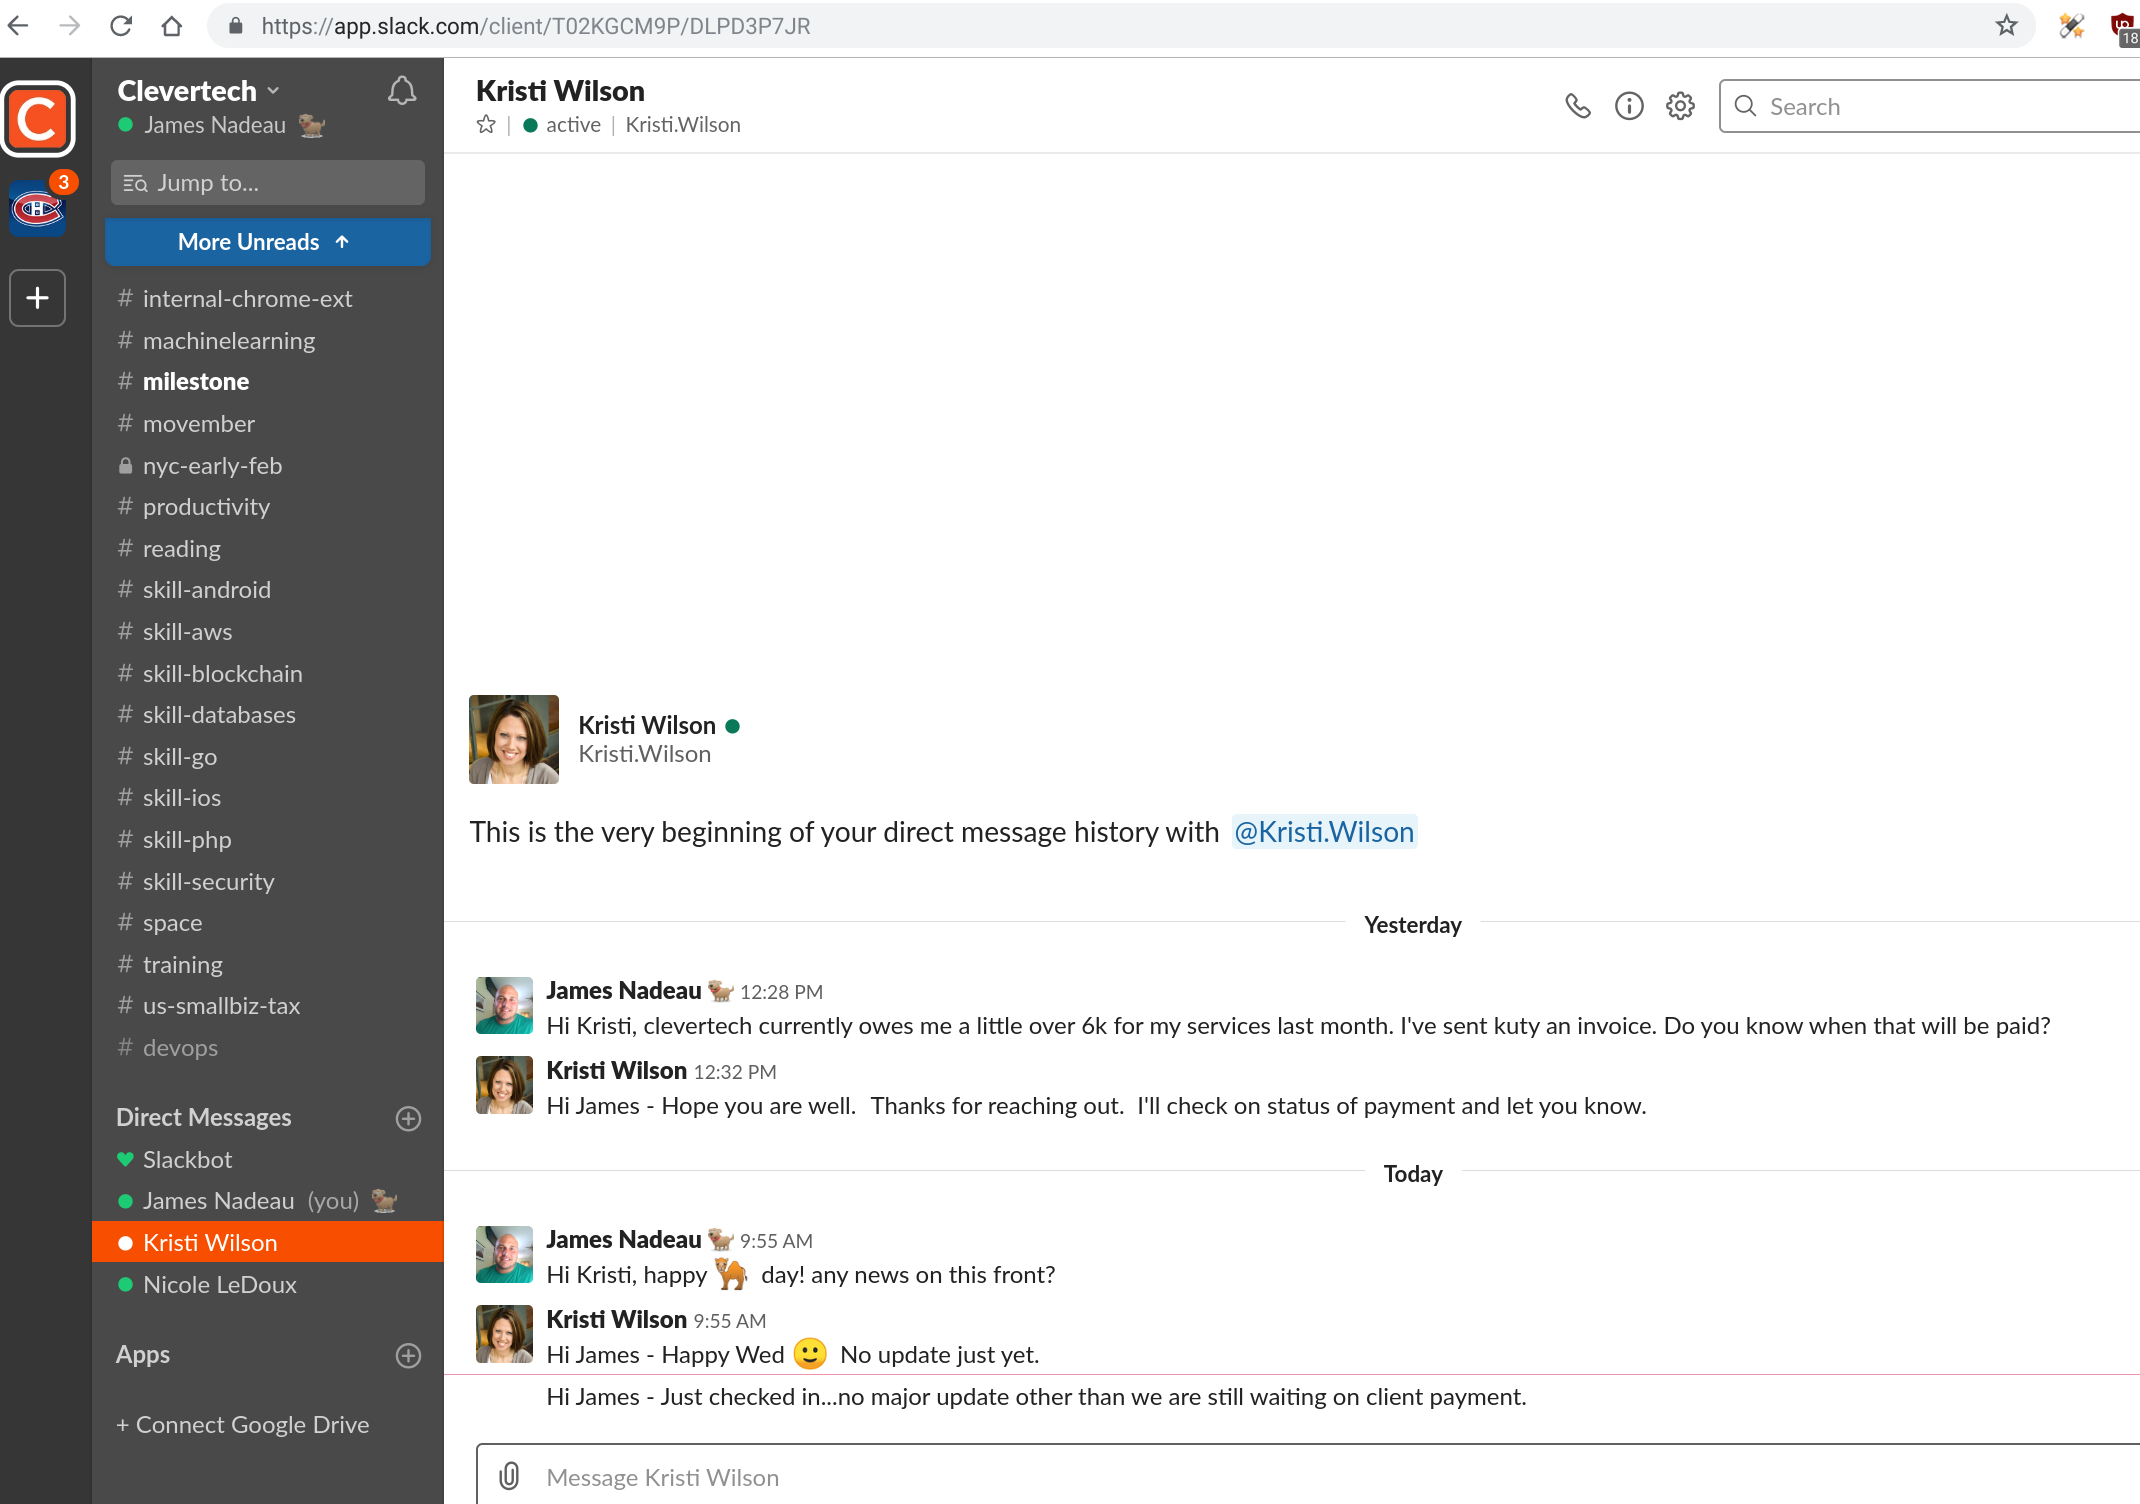 https://app.slack.com/client/T02KGCM9P/DLPD3P7JR
18
C
3
Clevertech
James Nadeau
Jump to...
More Unreads ↑
# internal-chrome-ext
# machinelearning
# milestone
# movember
nyc-early-feb
# productivity
# reading
# skill-android
# skill-aws
# skill-blockchain
# skill-databases
# skill-go
# skill-ios
# skill-php
# skill-security
# space
# training
# us-smallbiz-tax
# devops
Direct Messages
Slackbot
James Nadeau (you)
Kristi Wilson
Nicole LeDoux
Apps
+ Connect Google Drive
Kristi Wilson
active | Kristi.Wilson
Search
Kristi Wilson
Kristi.Wilson
This is the very beginning of your direct message history with @Kristi.Wilson
Yesterday
James Nadeau 12:28 PM
Hi Kristi, clevertech currently owes me a little over 6k for my services last month. I've sent kuty an invoice. Do you know when that will be paid?
Kristi Wilson 12:32 PM
Hi James - Hope you are well. Thanks for reaching out. I'll check on status of payment and let you know.
Today
James Nadeau 9:55 AM
Hi Kristi, happy 🐫 day! any news on this front?
Kristi Wilson 9:55 AM
Hi James - Happy Wed 🙂 No update just yet.
Hi James - Just checked in...no major update other than we are still waiting on client payment.
Message Kristi Wilson